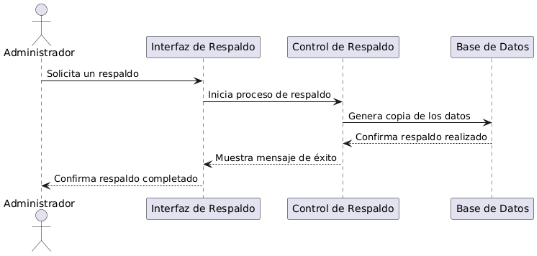 Administrador
Interfaz de Respaldo
Control de Respaldo
Base de Datos
Solicita un respaldo
Inicia proceso de respaldo
Genera copia de los datos
Confirma respaldo realizado
Muestra mensaje de éxito
Confirma respaldo completado
Administrador
Interfaz de Respaldo
Control de Respaldo
Base de Datos